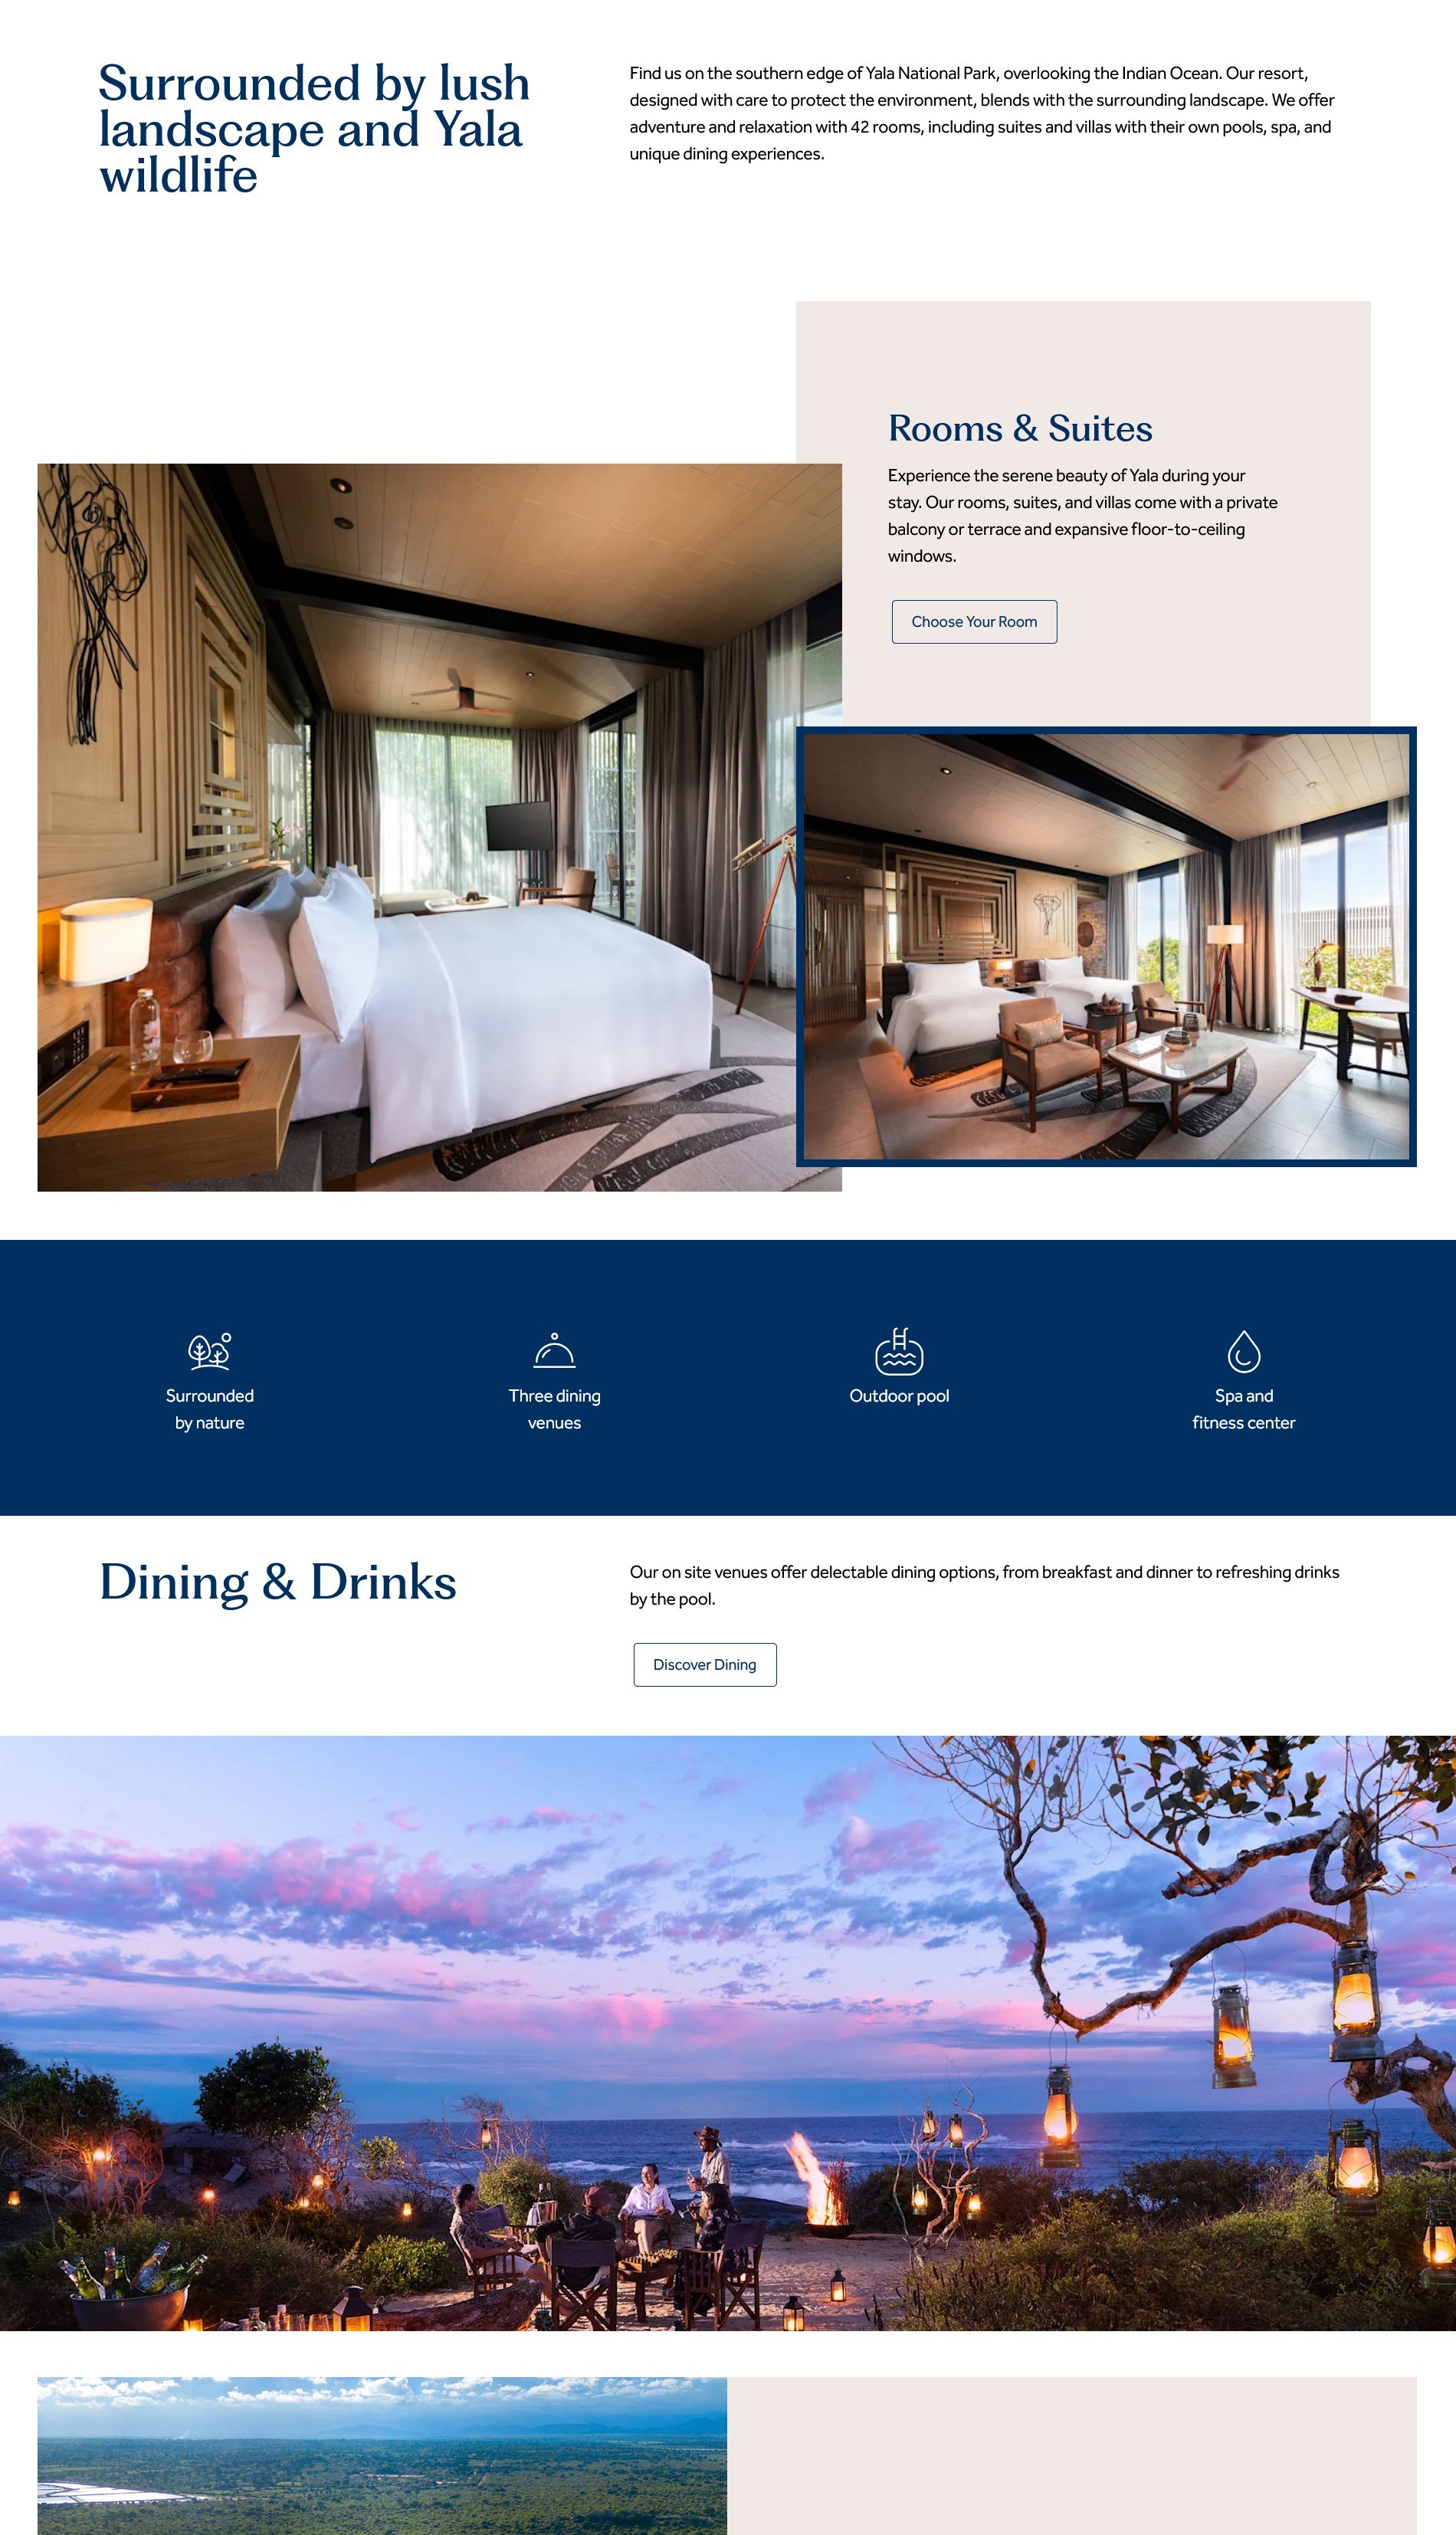 Surrounded by lush
landscape and Yala
wildlife
Find us on the southern edge of Yala National Park, overlooking the Indian Ocean. Our resort,
designed with care to protect the environment, blends with the surrounding landscape. We offer
adventure and relaxation with 42 rooms, including suites and villas with their own pools, spa, and
unique dining experiences.
Rooms & Suites
Experience the serene beauty of Yala during your
stay. Our rooms, suites, and villas come with a private
balcony or terrace and expansive floor-to-ceiling
windows.
Choose Your Room
Surrounded
by nature
Three dining
venues
Outdoor pool
Spa and
fitness center
Dining & Drinks
Our on site venues offer delectable dining options, from breakfast and dinner to refreshing drinks
by the pool.
Discover Dining